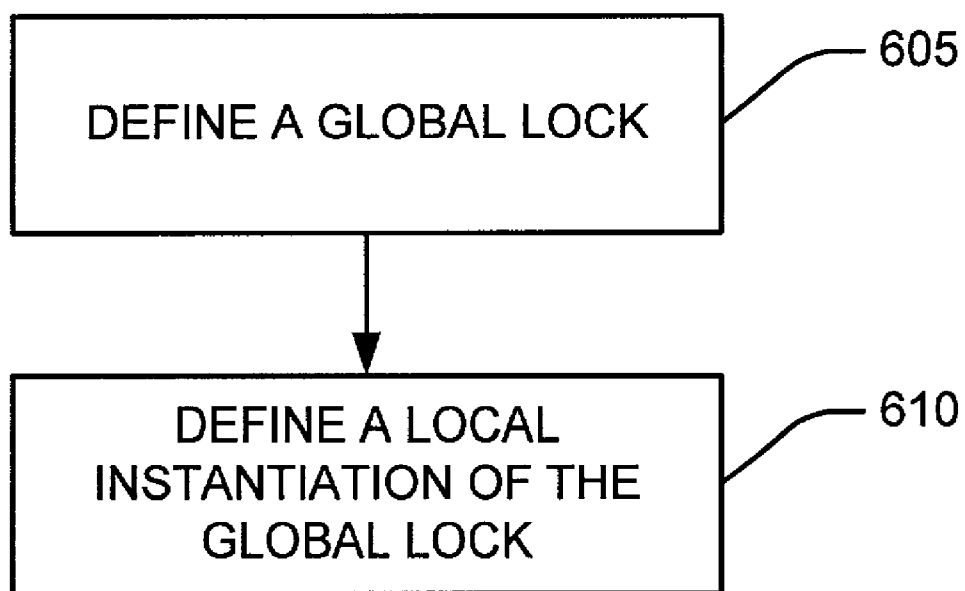 605
DEFINE A GLOBAL LOCK
610
DEFINE A LOCAL
INSTANTIATION OF THE
GLOBAL LOCK